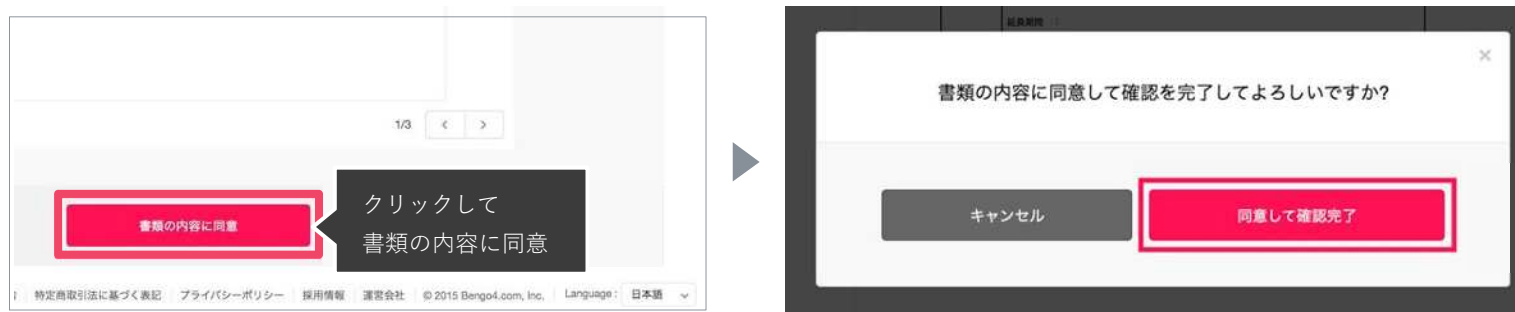 1/3 < >
書類の内容に同意
クリックして
書類の内容に同意
特定商取引法に基づく表記 プライバシーポリシー 採用情報 運営会社 © 2015 Bengo4.com, Inc. Language : 日本語
×
書類の内容に同意して確認を完了してよろしいですか?
キャンセル
同意して確認完了